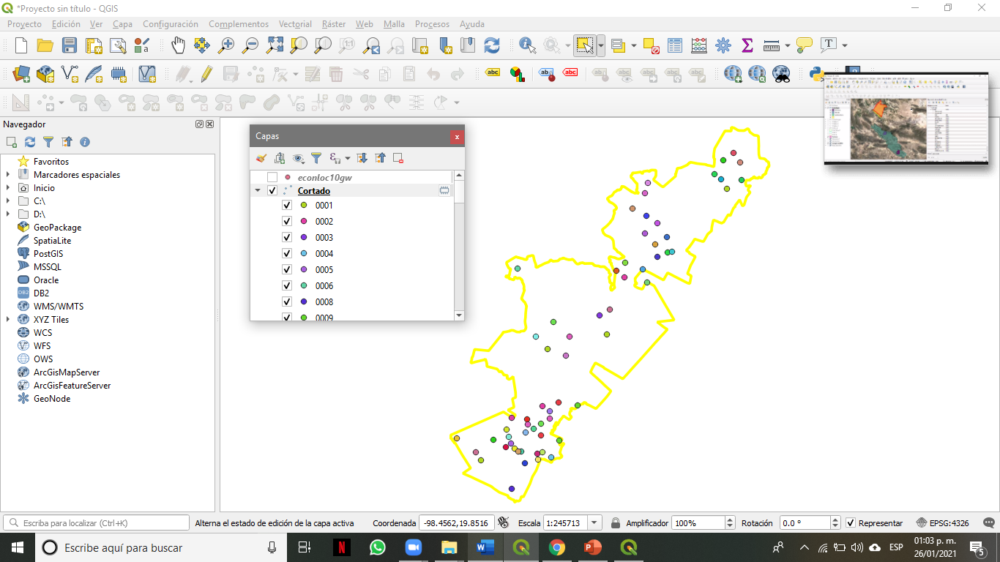 *Proyecto sin título - QGIS
Proyecto Edición Ver Capa Configuración Complementos Vectorial Ráster Web Malla Procesos Ayuda
Navegador
Favoritos
Marcadores espaciales
Inicio
C:\
D:\
GeoPackage
SpatiaLite
PostGIS
MSSQL
Oracle
DB2
WMS/WMTS
XYZ Tiles
WCS
WFS
OWS
ArcGisMapServer
ArcGisFeatureServer
GeoNode
Capas
econloc10gw
Cortado
0001
0002
0003
0004
0005
0006
0008
0009
Escriba para localizar (Ctrl+K) Alterna el estado de edición de la capa activa Coordenada -98.4562,19.8516 Escala 1:245713 Amplificador 100% Rotación 0.0 ° Representar EPSG:4326
Escribe aquí para buscar
ESP
01:03 p. m.
26/01/2021
5